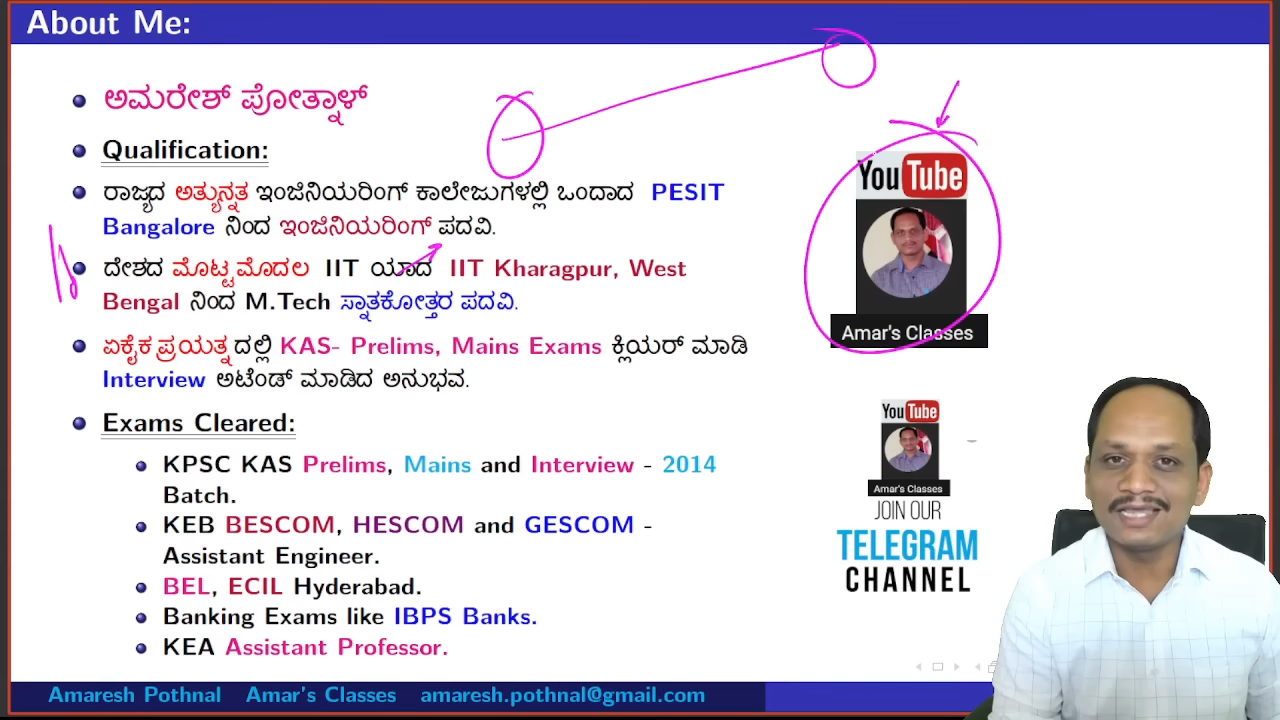 About Me:
ಅಮರೇಶ್ ಪೋತ್ನಾಳ್
Qualification:
ರಾಜ್ಯದ ಅತ್ಯುನ್ನತ ಇಂಜಿನಿಯರಿಂಗ್ ಕಾಲೇಜುಗಳಲ್ಲಿ ಒಂದಾದ PESIT
Bangalore ನಿಂದ ಇಂಜಿನಿಯರಿಂಗ್ ಪದವಿ.
ದೇಶದ ಮೊಟ್ಟಮೊದಲ IIT ಯಾದ IIT Kharagpur, West
Bengal ನಿಂದ M.Tech ಸ್ನಾತಕೋತ್ತರ ಪದವಿ.
ಏಕೈಕ ಪ್ರಯತ್ನದಲ್ಲಿ KAS- Prelims, Mains Exams ಕ್ಲಿಯರ್ ಮಾಡಿ
Interview ಅಟೆಂಡ್ ಮಾಡಿದ ಅನುಭವ.
Exams Cleared:
KPSC KAS Prelims, Mains and Interview - 2014
Batch.
KEB BESCOM, HESCOM and GESCOM -
Assistant Engineer.
BEL, ECIL Hyderabad.
Banking Exams like IBPS Banks.
KEA Assistant Professor.
YouTube
Amar's Classes
YouTube
Amar's Classes
JOIN OUR
TELEGRAM
CHANNEL
Amaresh Pothnal Amar's Classes amaresh.pothnal@gmail.com